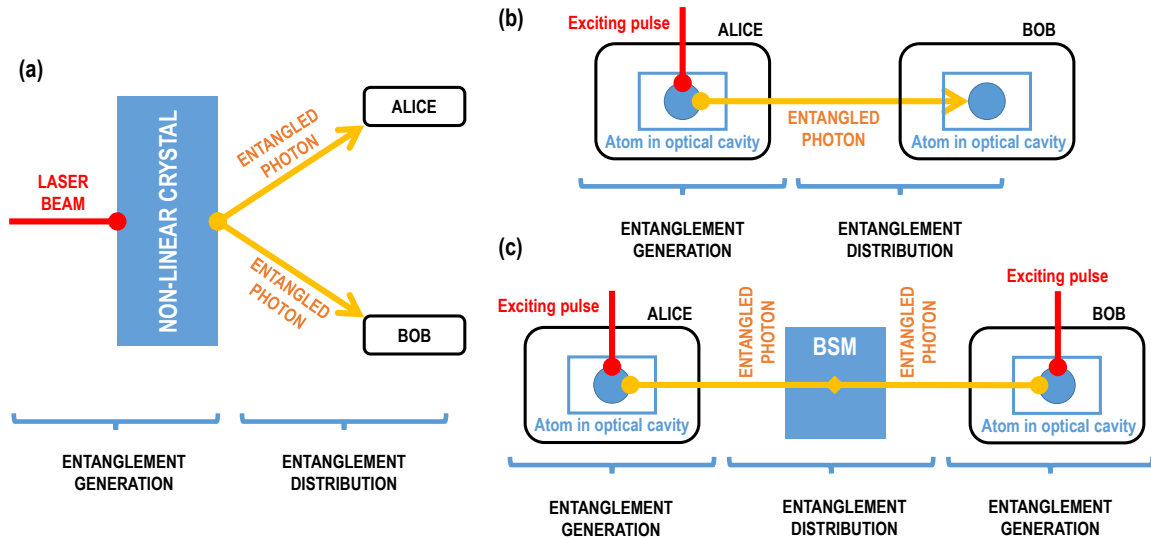 (a)
LASER
BEAM
NON-LINEAR CRYSTAL
ENTANGLED
PHOTON
ENTANGLED
PHOTON
ALICE
BOB
ENTANGLEMENT
GENERATION
ENTANGLEMENT
DISTRIBUTION
(b)
Exciting pulse
ALICE
BOB
Atom in optical cavity
ENTANGLED
PHOTON
Atom in optical cavity
ENTANGLEMENT
GENERATION
ENTANGLEMENT
DISTRIBUTION
(c)
Exciting pulse
ALICE
Atom in optical cavity
ENTANGLED
PHOTON
BSM
ENTANGLED
PHOTON
Exciting pulse
BOB
Atom in optical cavity
ENTANGLEMENT
GENERATION
ENTANGLEMENT
DISTRIBUTION
ENTANGLEMENT
GENERATION